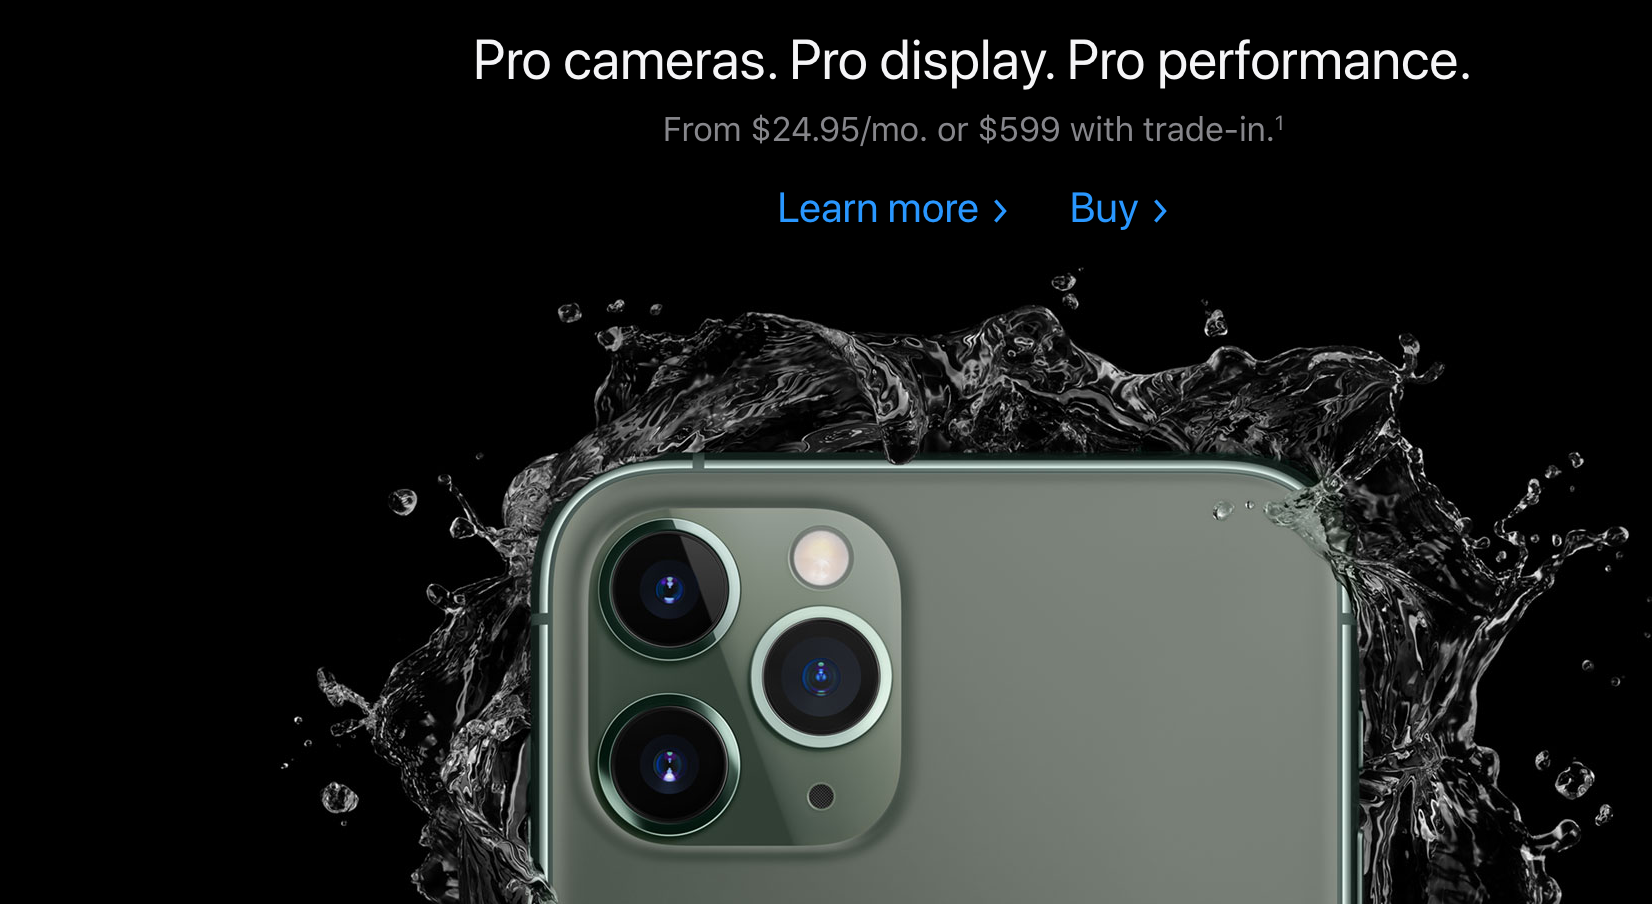 Pro cameras. Pro display. Pro performance.
From $24.95/mo. or $599 with trade-in.¹
Learn more › Buy ›